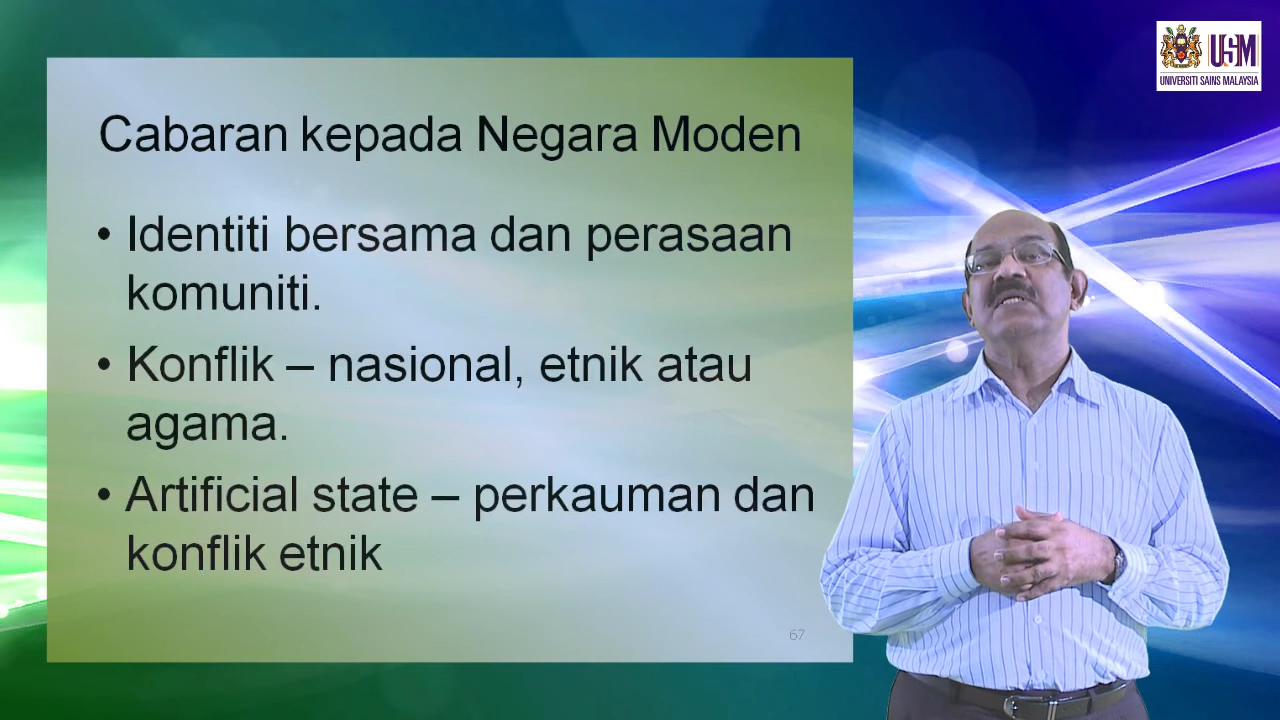 Cabaran kepada Negara Moden
• Identiti bersama dan perasaan
komuniti.
• Konflik – nasional, etnik atau
agama.
• Artificial state – perkauman dan
konflik etnik
67
USM
UNIVERSITI SAINS MALAYSIA